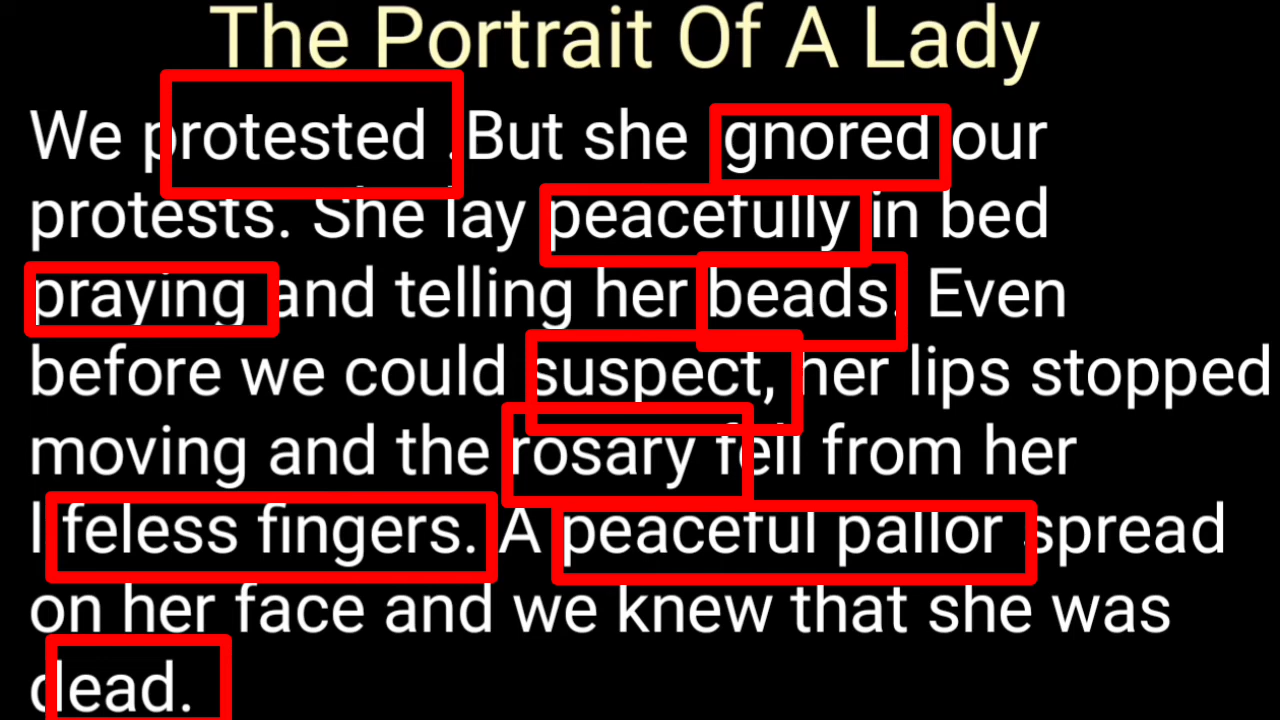 The Portrait Of A Lady
We protested .But she ignored our
protests. She lay peacefully in bed
praying and telling her beads. Even
before we could suspect, her lips stopped
moving and the rosary fell from her
lifeless fingers. A peaceful pallor spread
on her face and we knew that she was
dead.